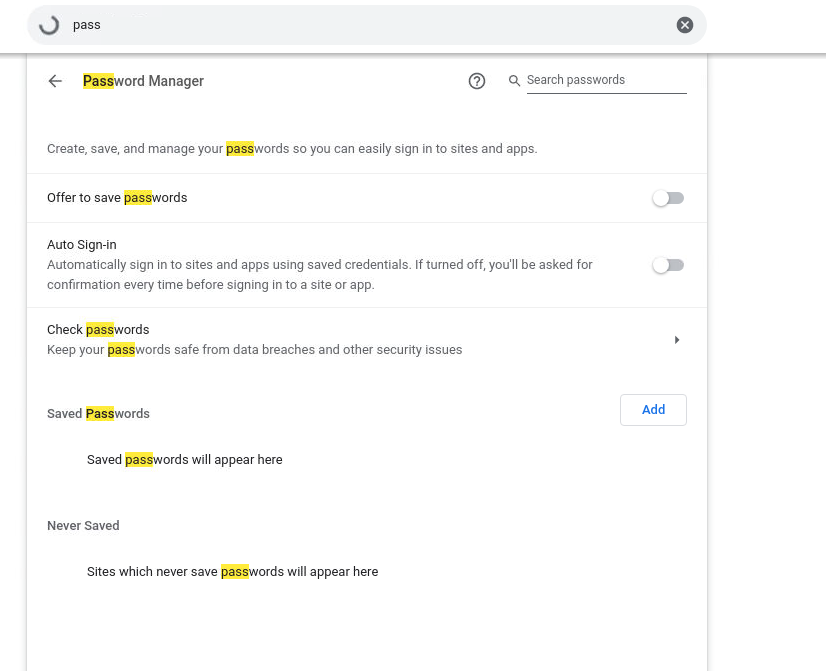 pass
Password Manager
Search passwords
Create, save, and manage your passwords so you can easily sign in to sites and apps.
Offer to save passwords
Auto Sign-in
Automatically sign in to sites and apps using saved credentials. If turned off, you'll be asked for
confirmation every time before signing in to a site or app.
Check passwords
Keep your passwords safe from data breaches and other security issues
Saved Passwords
Add
Saved passwords will appear here
Never Saved
Sites which never save passwords will appear here